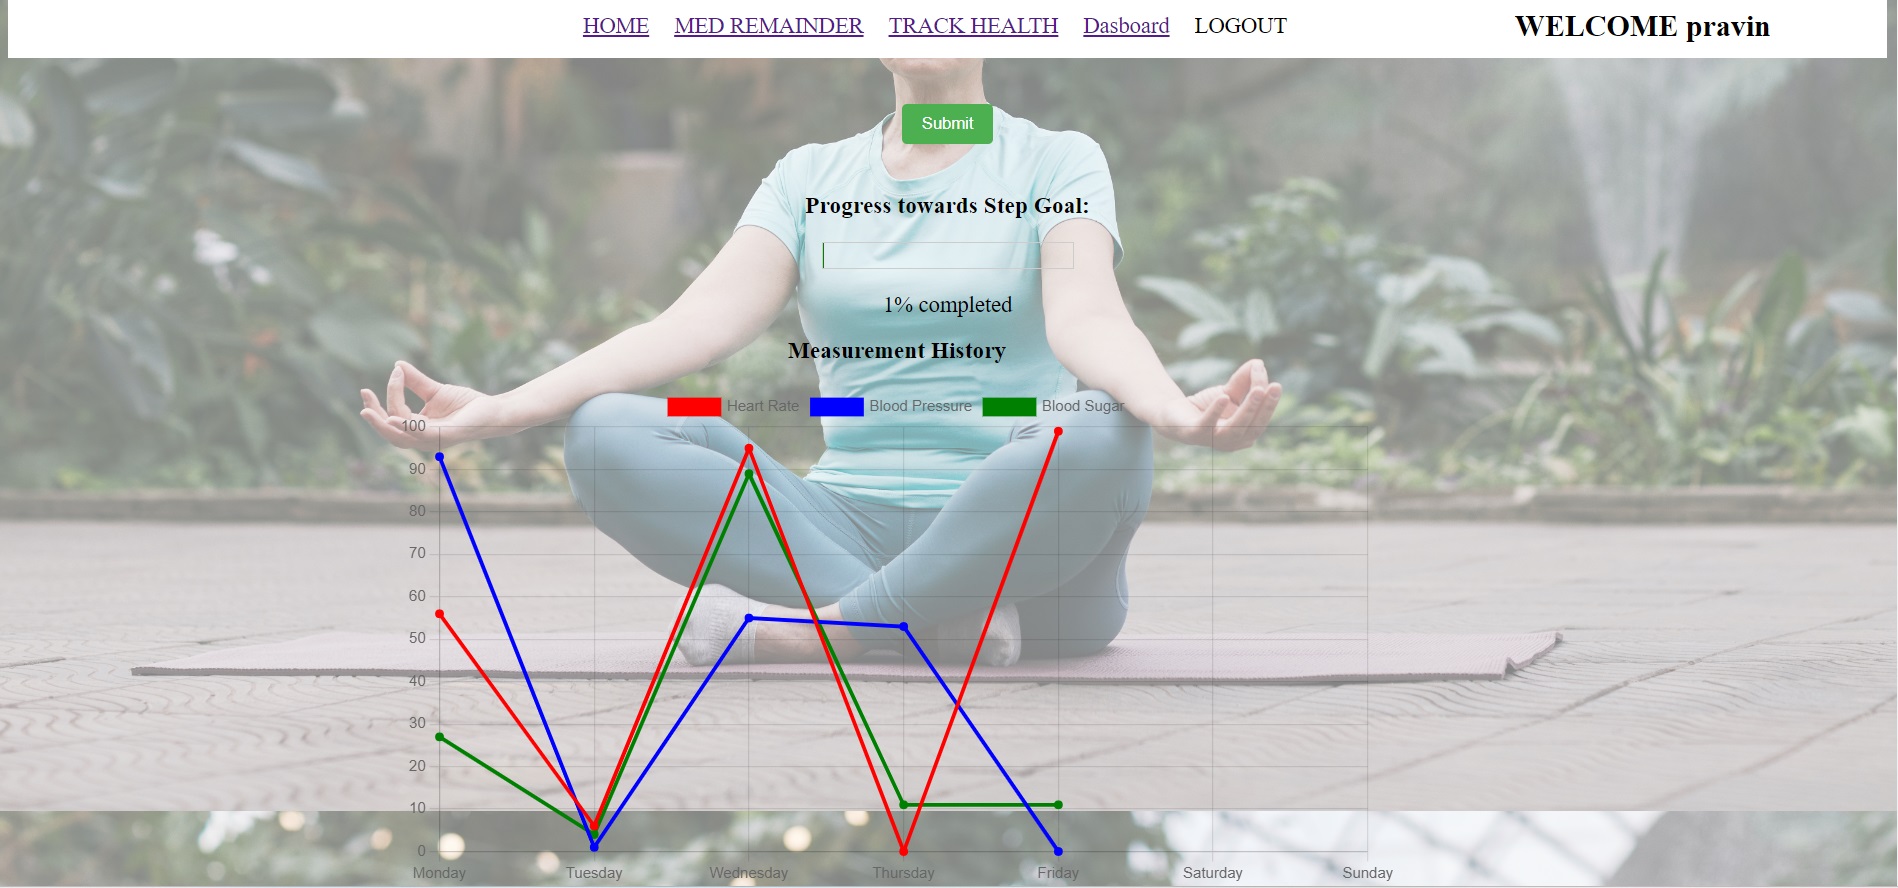 HOME MED REMAINDER TRACK HEALTH Dasboard LOGOUT WELCOME pravin
Submit
Progress towards Step Goal:
1% completed
Measurement History
Heart Rate Blood Pressure Blood Sugar
100
90
80
70
60
50
40
30
20
10
0
Monday Tuesday Wednesday Thursday Friday Saturday Sunday